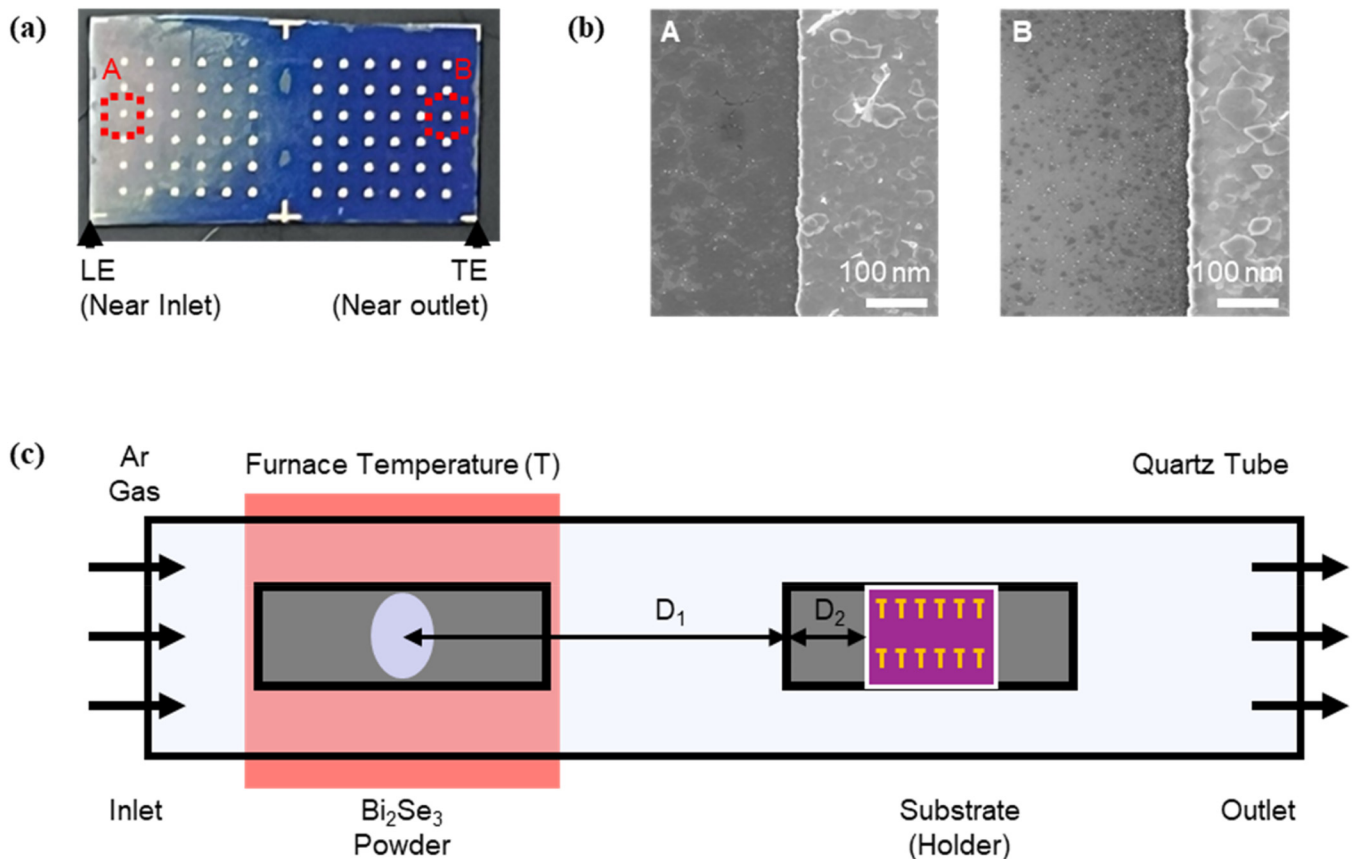 (a)
A
B
LE
(Near Inlet)
TE
(Near outlet)
(b)
A
100 nm
B
100 nm
(c)
Ar
Gas
Furnace Temperature (T)
Quartz Tube
D₁
D₂
T T T T T T
T T T T T T
Inlet
Bi₂Se₃
Powder
Substrate
(Holder)
Outlet